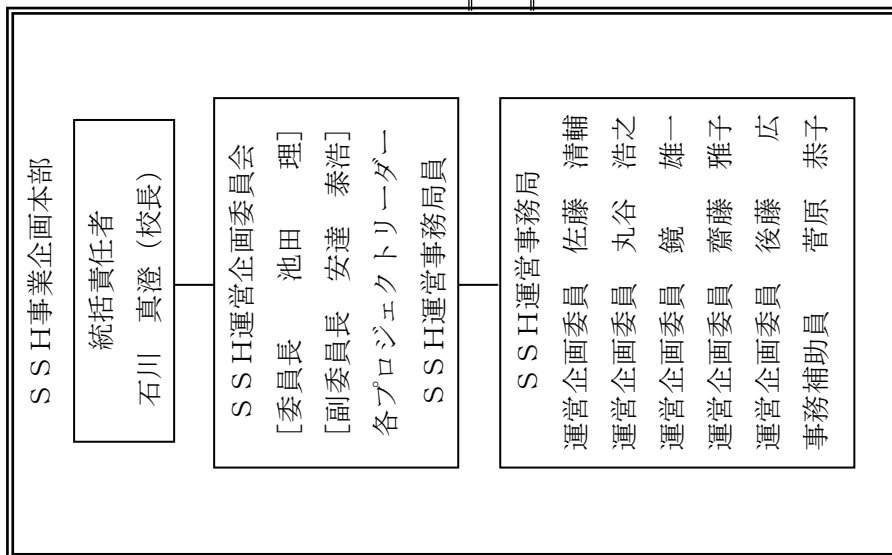 ＳＳＨ事業企画本部
統括責任者
石川　真澄（校長）
ＳＳＨ運営企画委員会
[委員長　池田　理]
[副委員長　安達　泰浩]
各プロジェクトリーダー
ＳＳＨ運営事務局員
ＳＳＨ運営事務局
運営企画委員　佐藤　清輔
運営企画委員　丸谷　浩之
運営企画委員　鏡　雄一
運営企画委員　齋藤　雅子
運営企画委員　後藤　広
事務補助員　菅原　恭子